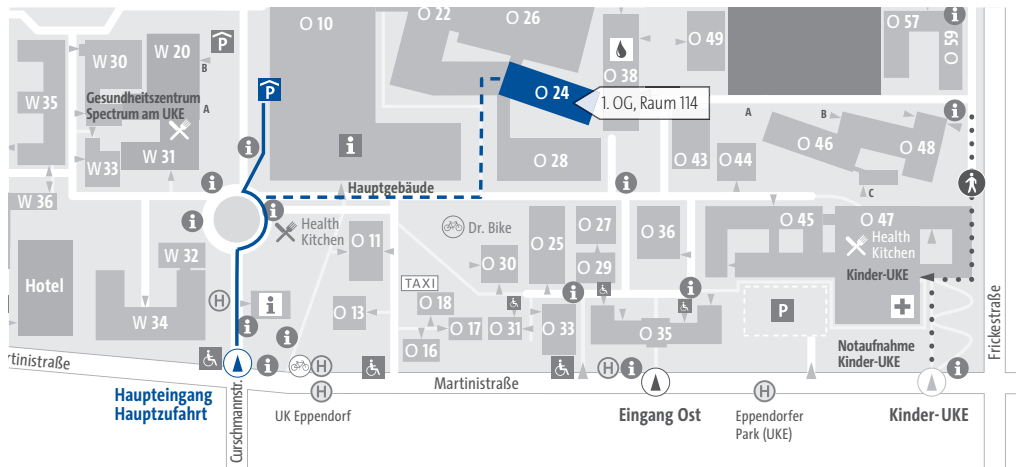 O 10
O 22
O 26
O 57
O 59
W 20
W 30
B
O 49
O 38
P
W 35
P
O 24
1. OG, Raum 114
Gesundheitszentrum
Spectrum am UKE
A
A
B
W 33
W 31
O 28
O 43
O 44
O 46
O 48
Hauptgebäude
C
W 36
Health
Kitchen
O 11
Dr. Bike
O 27
O 25
O 36
O 45
O 47
Health
Kitchen
W 32
O 30
O 29
Kinder-UKE
Hotel
TAXI
O 18
O 13
O 17
O 31
O 33
O 35
P
W 34
O 16
H
Notaufnahme
Kinder-UKE
Frickestraße
rtinistraße
H
H
Martinistraße
Haupteingang
Hauptzufahrt
Curschmannstr.
H
UK Eppendorf
Eingang Ost
H
Eppendorfer
Park (UKE)
Kinder-UKE